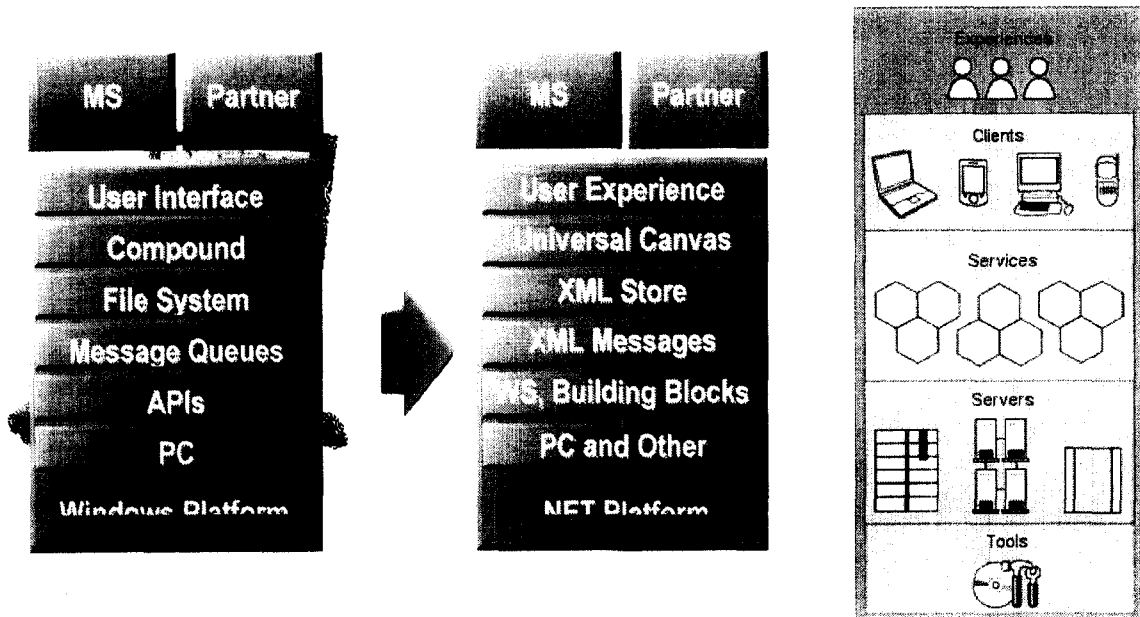 MS
Partner
User Interface
Compound
File System
Message Queues
APIs
PC
Windows Platform
MS
Partner
User Experience
Universal Canvas
XML Store
XML Messages
WS, Building Blocks
PC and Other
.NET Platform
Experiences
Clients
Services
Servers
Tools